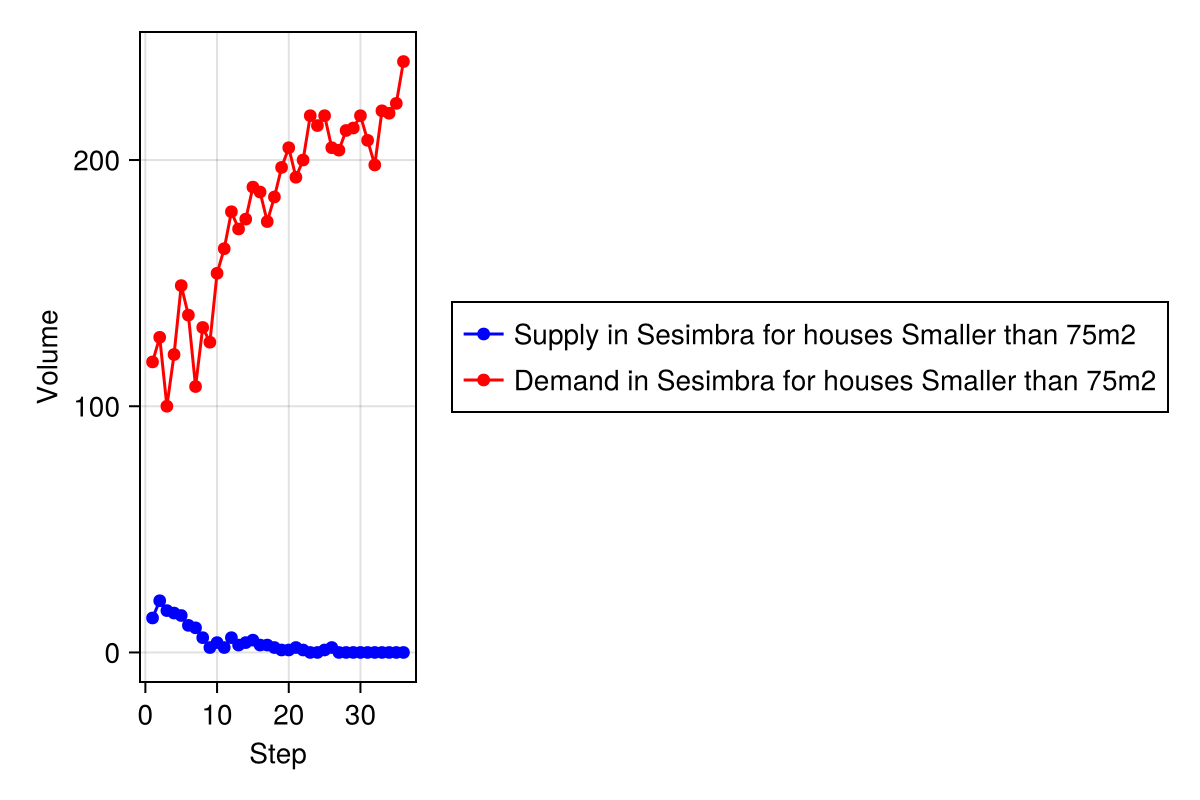 Volume
200
100
0
0 10 20 30
Step
Supply in Sesimbra for houses Smaller than 75m2
Demand in Sesimbra for houses Smaller than 75m2